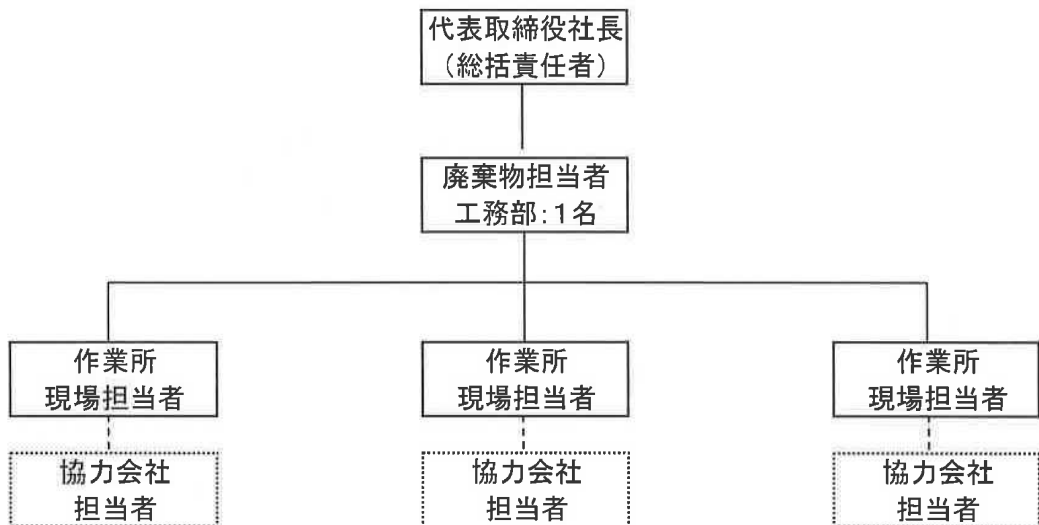 代表取締役社長
（総括責任者）
廃棄物担当者
工務部：１名
作業所
現場担当者
作業所
現場担当者
作業所
現場担当者
協力会社
担当者
協力会社
担当者
協力会社
担当者